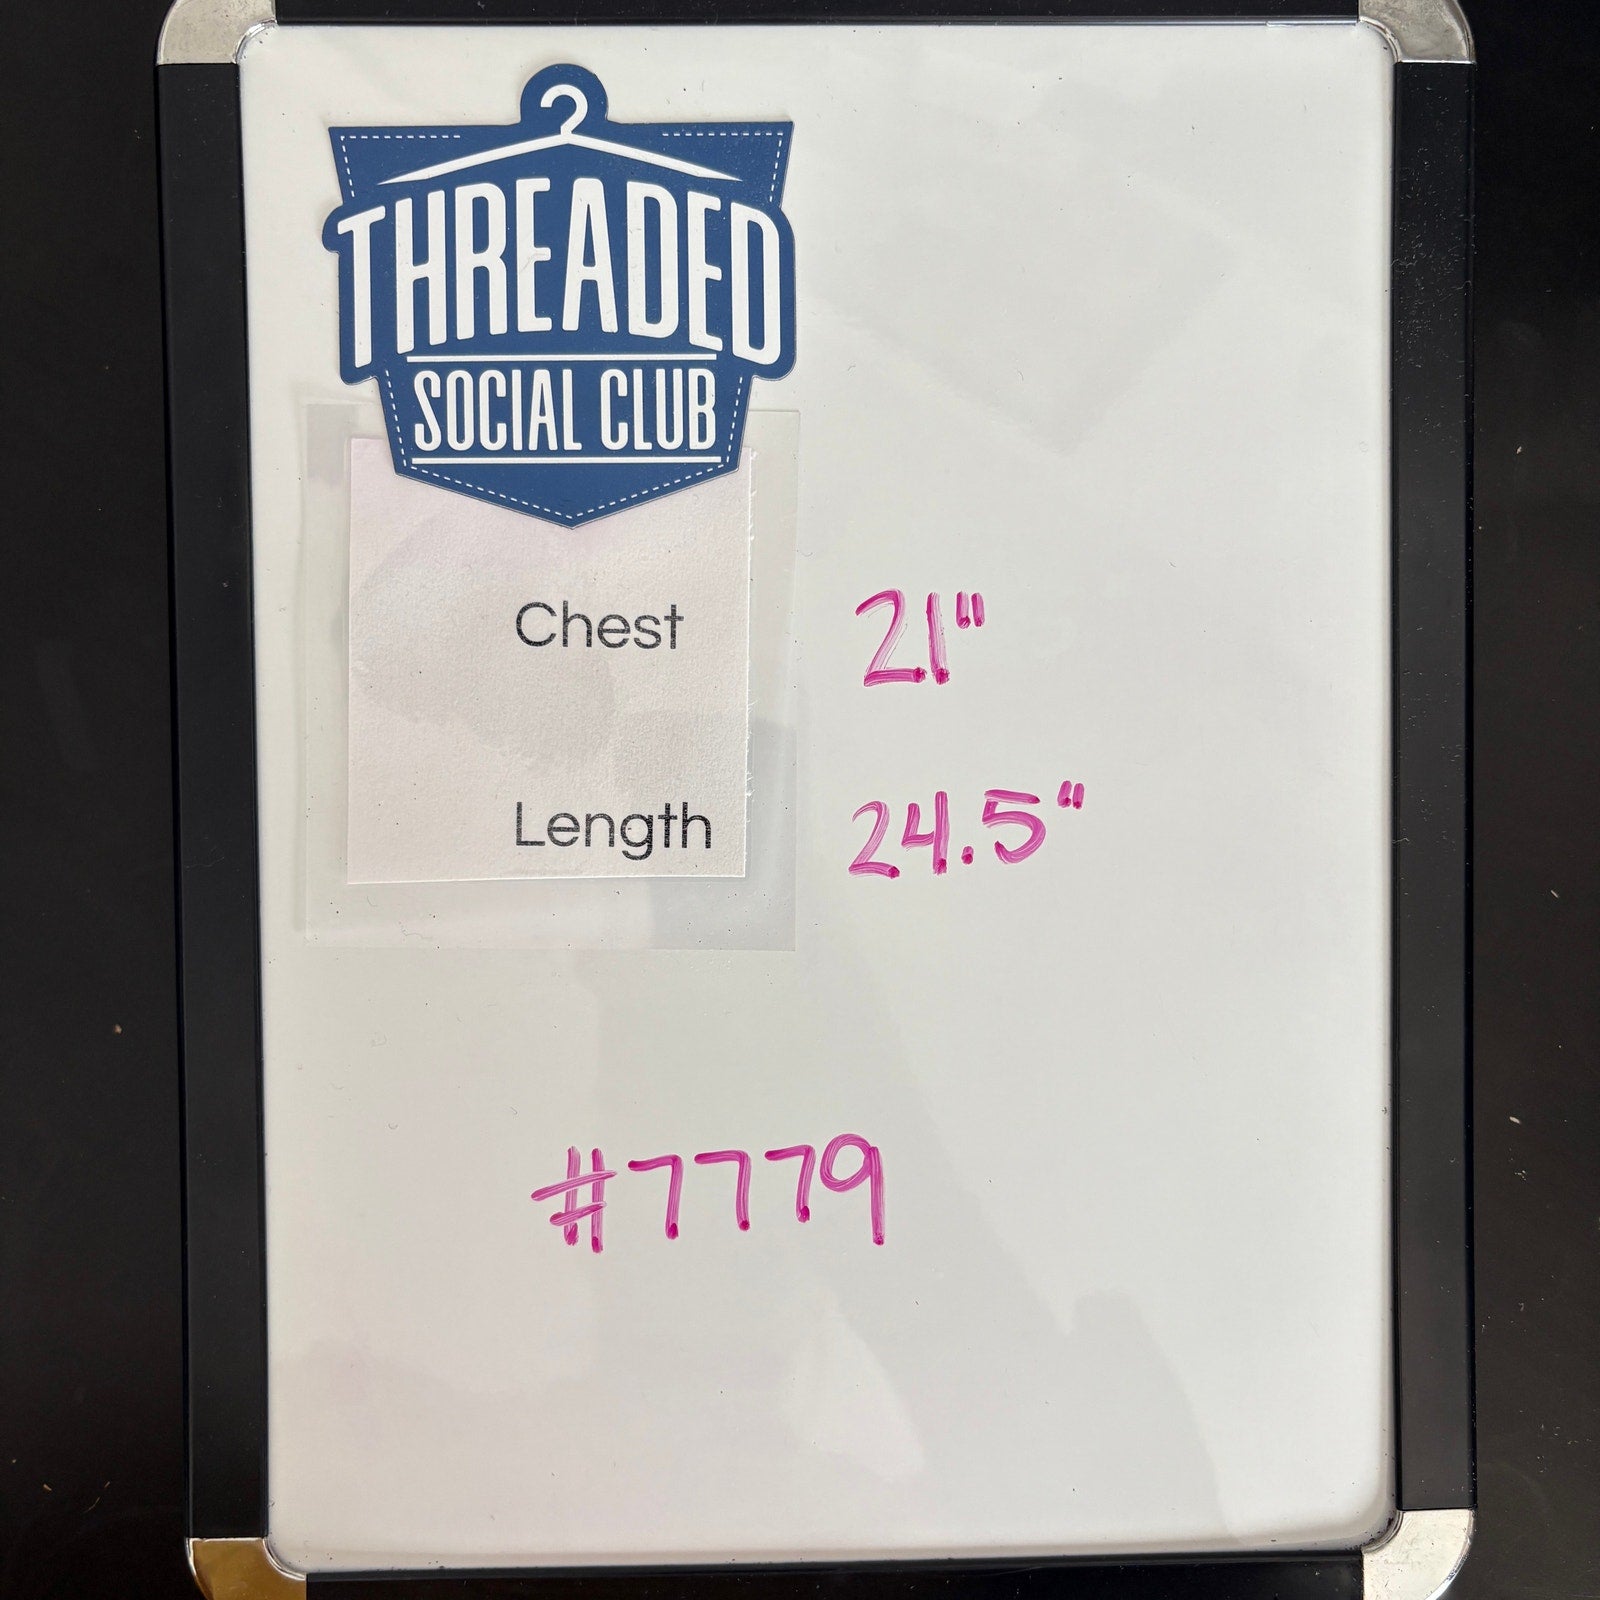 THREADED
SOCIAL CLUB
Chest 21"
Length 24.5"
#7779